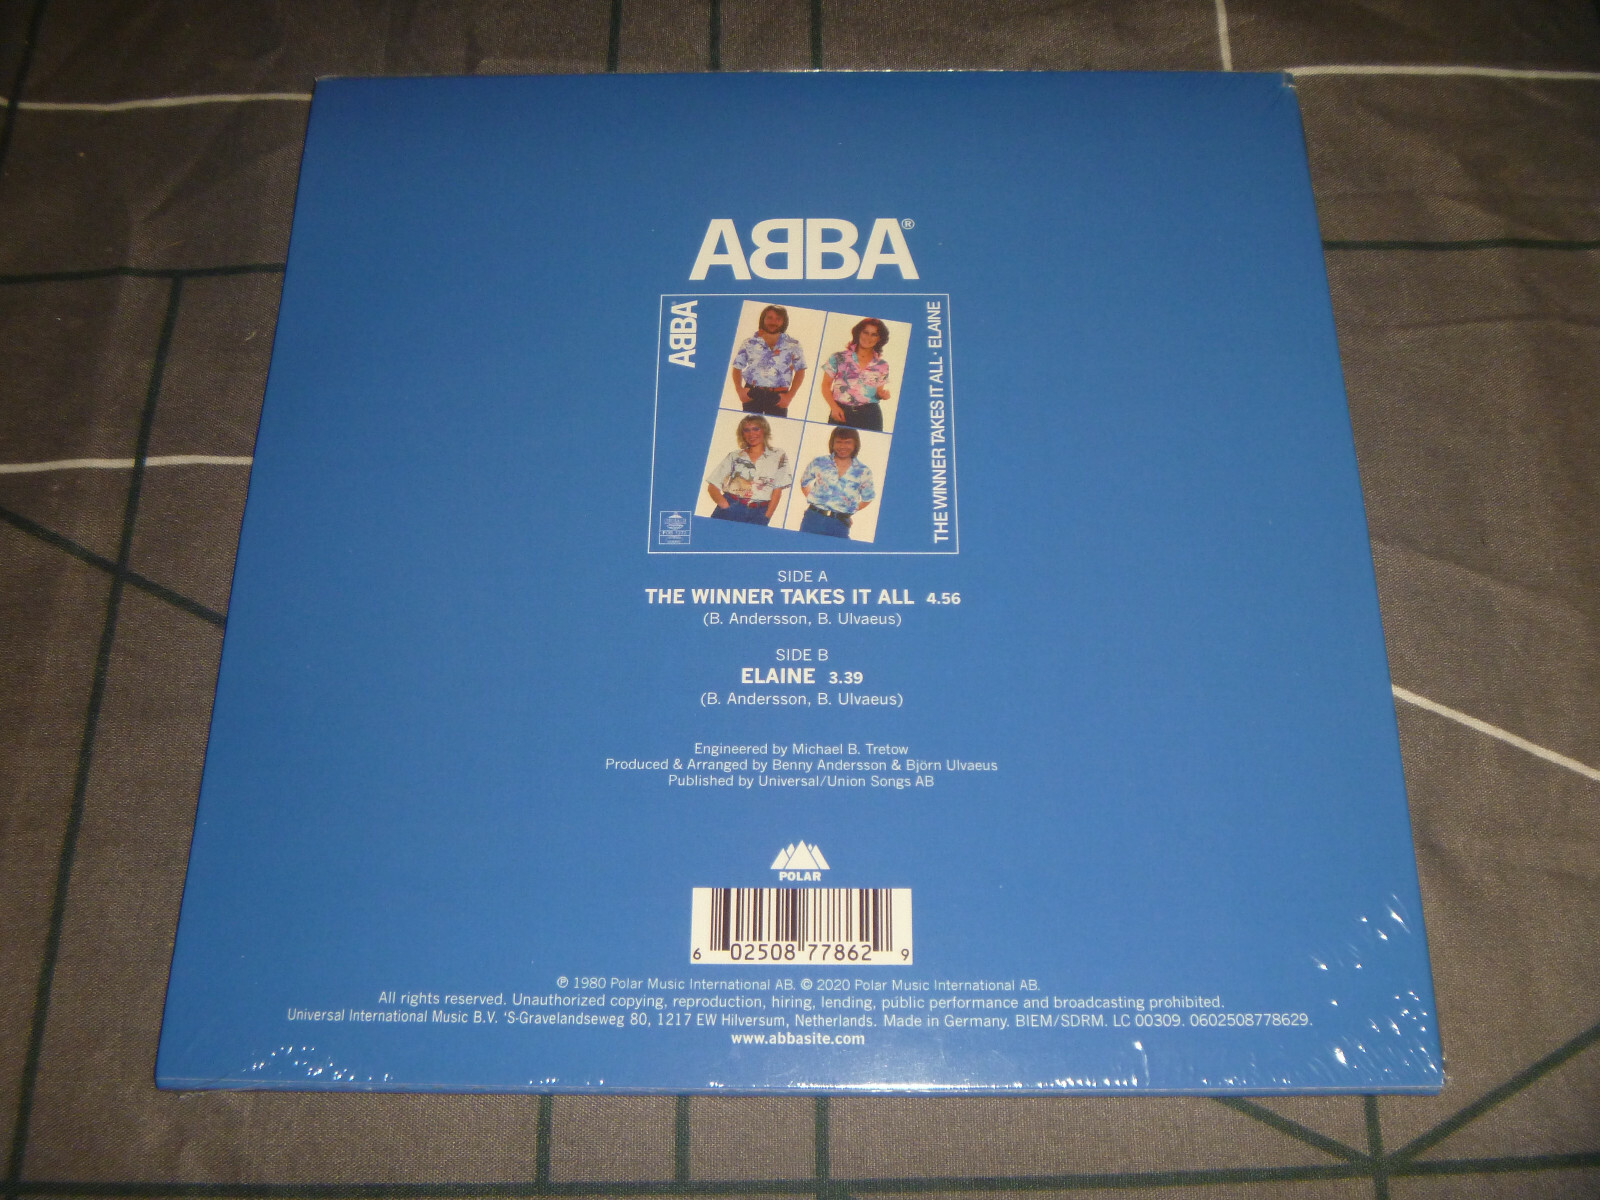 ABBA®
ABBA®
THE WINNER TAKES IT ALL · ELAINE
SIDE A
THE WINNER TAKES IT ALL 4.56
(B. Andersson, B. Ulvaeus)
SIDE B
ELAINE 3.39
(B. Andersson, B. Ulvaeus)
Engineered by Michael B. Tretow
Produced & Arranged by Benny Andersson & Björn Ulvaeus
Published by Universal/Union Songs AB
POLAR
6 02508 77862 9
℗ 1980 Polar Music International AB. © 2020 Polar Music International AB.
All rights reserved. Unauthorized copying, reproduction, hiring, lending, public performance and broadcasting prohibited.
Universal International Music B.V. 'S-Gravelandseweg 80, 1217 EW Hilversum, Netherlands. Made in Germany. BIEM/SDRM. LC 00309. 0602508778629.
www.abbasite.com